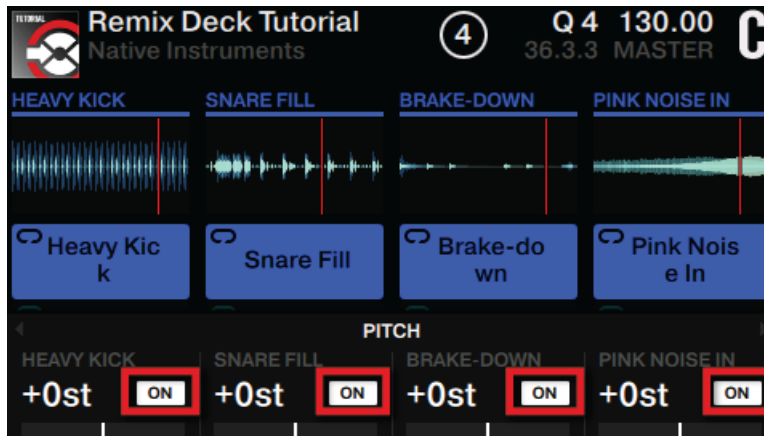 TUTORIAL
Remix Deck Tutorial
Native Instruments
4
Q 4 130.00
36.3.3 MASTER
C
HEAVY KICK SNARE FILL BRAKE-DOWN PINK NOISE IN
Heavy Kic
k
Snare Fill
Brake-do
wn
Pink Nois
e In
PITCH
HEAVY KICK SNARE FILL BRAKE-DOWN PINK NOISE IN
+0st ON +0st ON +0st ON +0st ON